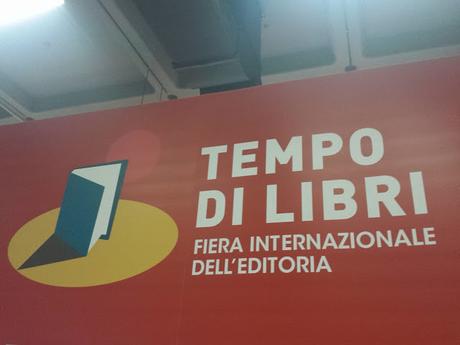 TEMPO
DI LIBRI
FIERA INTERNAZIONALE
DELL'EDITORIA